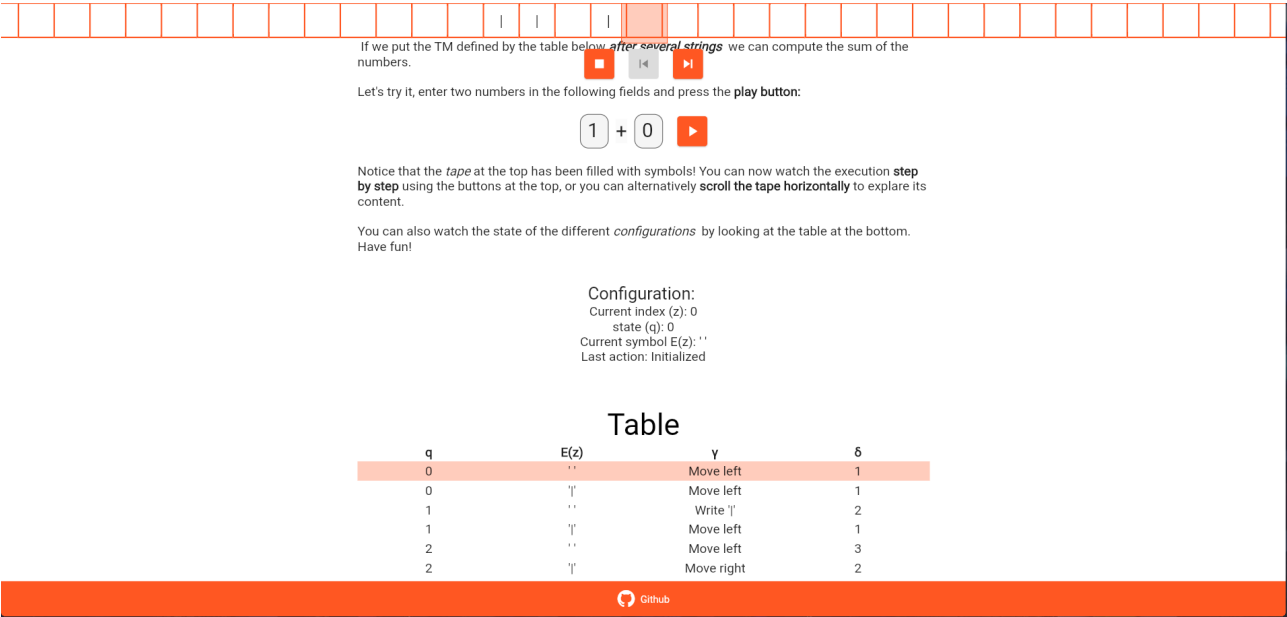 | | |
If we put the TM defined by the table below after several strings we can compute the sum of the
numbers.
Let's try it, enter two numbers in the following fields and press the play button:
1 + 0
Notice that the tape at the top has been filled with symbols! You can now watch the execution step
by step using the buttons at the top, or you can alternatively scroll the tape horizontally to explare its
content.
You can also watch the state of the different configurations by looking at the table at the bottom.
Have fun!
Configuration:
Current index (z): 0
state (q): 0
Current symbol E(z): ' '
Last action: Initialized
Table
q E(z) γ δ
0 ' ' Move left 1
0 '|' Move left 1
1 ' ' Write '|' 2
1 '|' Move left 1
2 ' ' Move left 3
2 '|' Move right 2
Github